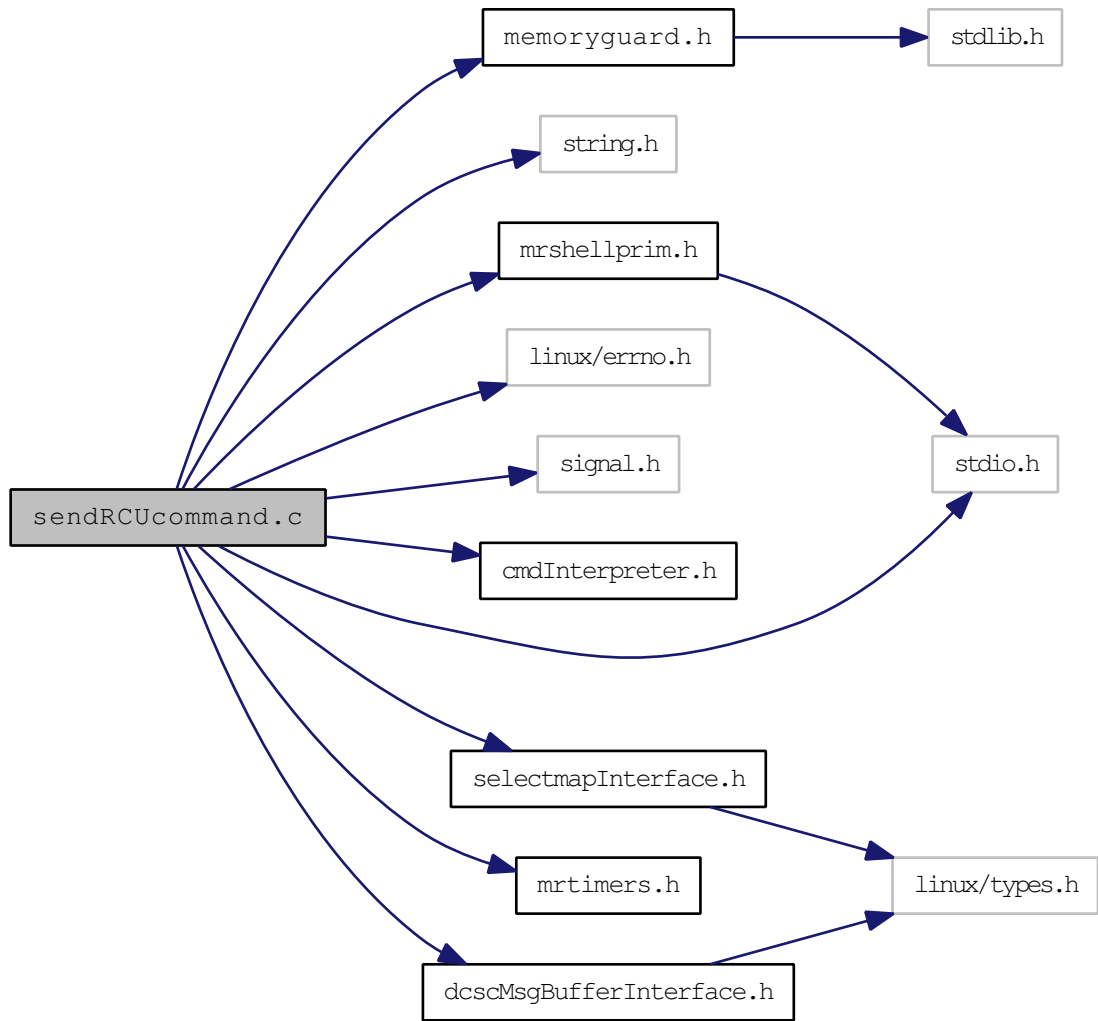 memoryguard.h
stdlib.h
string.h
mrshellprim.h
linux/errno.h
signal.h
stdio.h
sendRCUcommand.c
cmdInterpreter.h
selectmapInterface.h
mrtimers.h
linux/types.h
dcscMsgBufferInterface.h